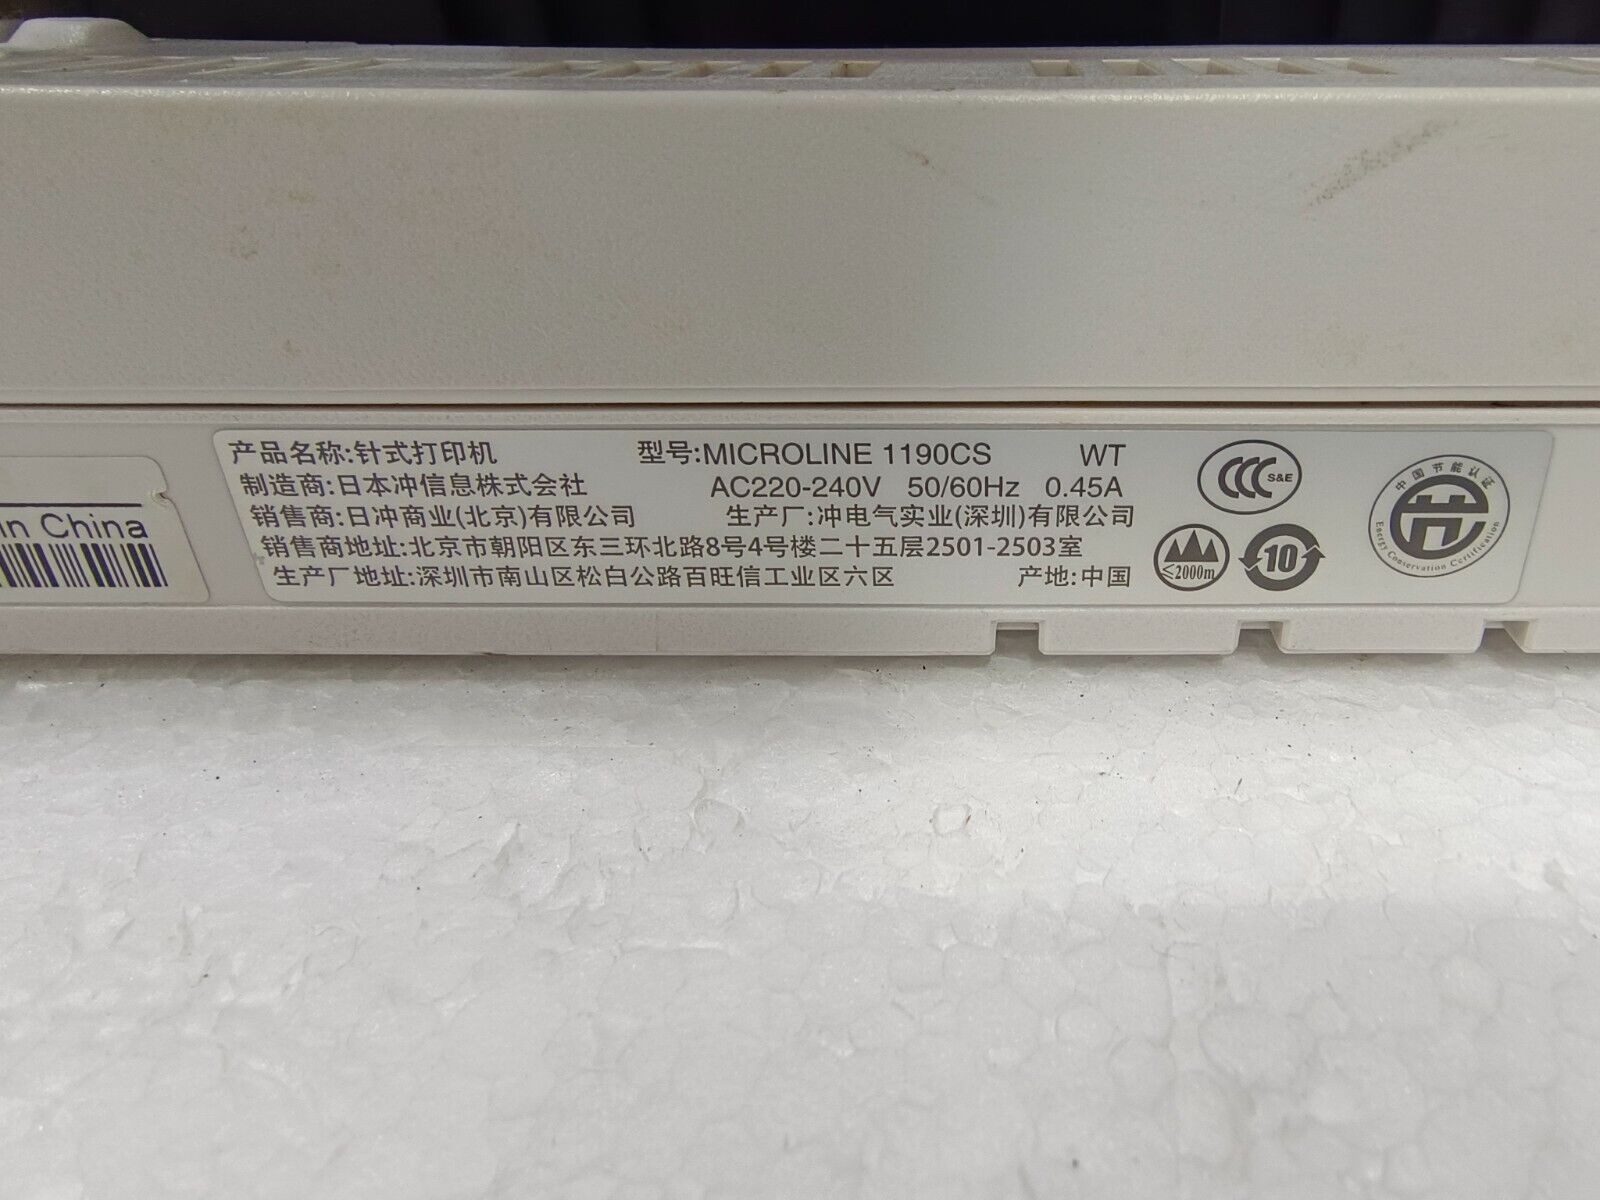 产品名称:针式打印机 型号:MICROLINE 1190CS WT
制造商:日本冲信息株式会社 AC220-240V 50/60Hz 0.45A
销售商:日冲商业(北京)有限公司 生产厂:冲电气实业(深圳)有限公司
销售商地址:北京市朝阳区东三环北路8号4号楼二十五层2501-2503室
生产厂地址:深圳市南山区松白公路百旺信工业区六区 产地:中国
in China
CCC S&E
≤2000m
10
中国节能认证
Energy Conservation Certification